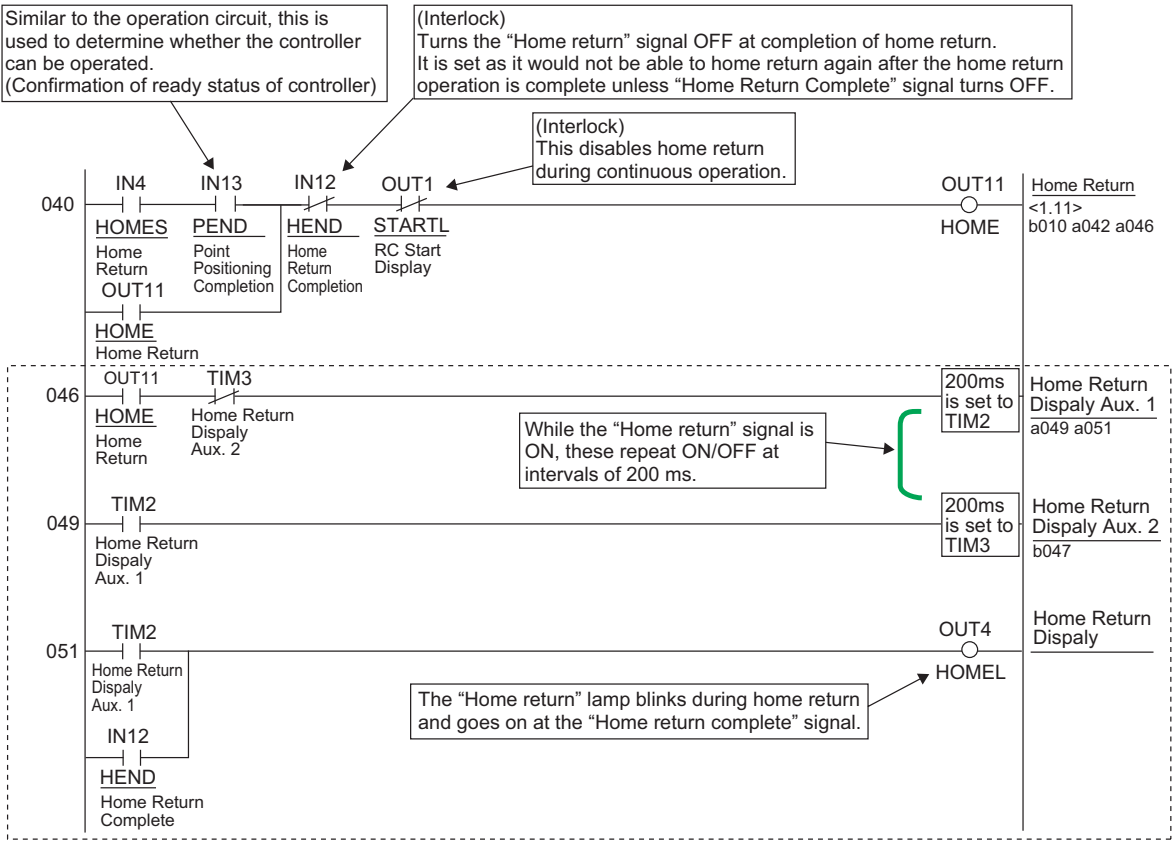 Similar to the operation circuit, this is
used to determine whether the controller
can be operated.
(Confirmation of ready status of controller)
(Interlock)
Turns the “Home return” signal OFF at completion of home return.
It is set as it would not be able to home return again after the home return
operation is complete unless “Home Return Complete” signal turns OFF.
(Interlock)
This disables home return
during continuous operation.
040
IN4
HOMES
Home
Return
IN13
PEND
Point
Positioning
Completion
IN12
HEND
Home
Return
Completion
OUT1
STARTL
RC Start
Display
OUT11
HOME
Home Return
<1.11>
b010 a042 a046
OUT11
HOME
Home Return
046
OUT11
HOME
Home
Return
TIM3
Home Return
Dispaly
Aux. 2
200ms
is set to
TIM2
Home Return
Dispaly Aux. 1
a049 a051
While the “Home return” signal is
ON, these repeat ON/OFF at
intervals of 200 ms.
049
TIM2
Home Return
Dispaly
Aux. 1
200ms
is set to
TIM3
Home Return
Dispaly Aux. 2
b047
051
TIM2
Home Return
Dispaly
Aux. 1
OUT4
HOMEL
Home Return
Dispaly
The “Home return” lamp blinks during home return
and goes on at the “Home return complete” signal.
IN12
HEND
Home Return
Complete